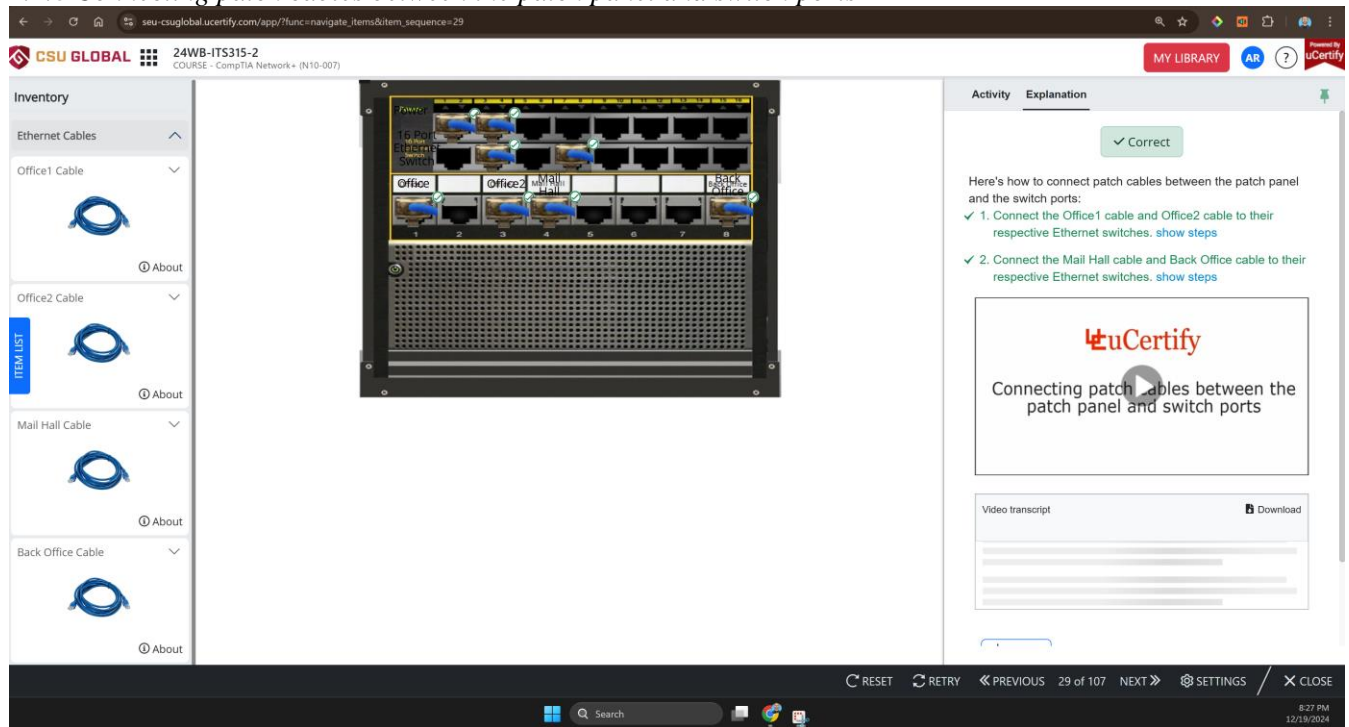 seu-csuglobal.ucertify.com/app/?func=navigate_items&item_sequence=29
CSU GLOBAL
24WB-ITS315-2
COURSE - CompTIA Network+ (N10-007)
MY LIBRARY
AR
?
Powered By
uCertify
Inventory
Ethernet Cables
Office1 Cable
About
Office2 Cable
About
Mail Hall Cable
About
Back Office Cable
About
ITEM LIST
Power
16 Port
Ethernet
Switch
Office
Office2
Mail Hall
Back Office
1 2 3 4 5 6 7 8
Activity Explanation
Correct
Here's how to connect patch cables between the patch panel
and the switch ports:
1. Connect the Office1 cable and Office2 cable to their
respective Ethernet switches. show steps
2. Connect the Mail Hall cable and Back Office cable to their
respective Ethernet switches. show steps
uCertify
Connecting patch cables between the
patch panel and switch ports
Video transcript
Download
RESET RETRY PREVIOUS 29 of 107 NEXT SETTINGS CLOSE
Search
8:27 PM
12/19/2024